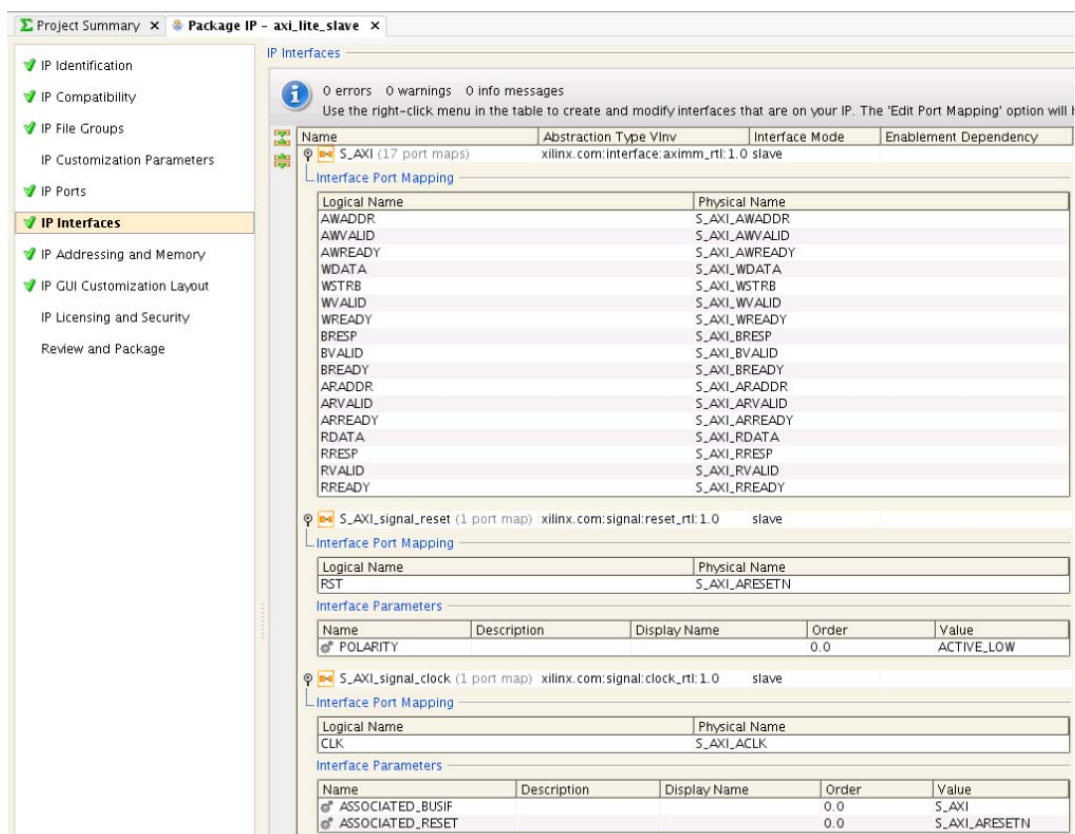 Σ Project Summary × Package IP - axi_lite_slave ×
IP Identification
IP Compatibility
IP File Groups
IP Customization Parameters
IP Ports
IP Interfaces
IP Addressing and Memory
IP GUI Customization Layout
IP Licensing and Security
Review and Package
IP Interfaces
0 errors 0 warnings 0 info messages
Use the right-click menu in the table to create and modify interfaces that are on your IP. The 'Edit Port Mapping' option will
Name Abstraction Type Vlnv Interface Mode Enablement Dependency
S_AXI (17 port maps) xilinx.com:interface:aximm_rtl:1.0 slave
Interface Port Mapping
Logical Name Physical Name
AWADDR S_AXI_AWADDR
AWVALID S_AXI_AWVALID
AWREADY S_AXI_AWREADY
WDATA S_AXI_WDATA
WSTRB S_AXI_WSTRB
WVALID S_AXI_WVALID
WREADY S_AXI_WREADY
BRESP S_AXI_BRESP
BVALID S_AXI_BVALID
BREADY S_AXI_BREADY
ARADDR S_AXI_ARADDR
ARVALID S_AXI_ARVALID
ARREADY S_AXI_ARREADY
RDATA S_AXI_RDATA
RRESP S_AXI_RRESP
RVALID S_AXI_RVALID
RREADY S_AXI_RREADY
S_AXI_signal_reset (1 port map) xilinx.com:signal:reset_rtl:1.0 slave
Interface Port Mapping
Logical Name Physical Name
RST S_AXI_ARESETN
Interface Parameters
Name Description Display Name Order Value
POLARITY 0.0 ACTIVE_LOW
S_AXI_signal_clock (1 port map) xilinx.com:signal:clock_rtl:1.0 slave
Interface Port Mapping
Logical Name Physical Name
CLK S_AXI_ACLK
Interface Parameters
Name Description Display Name Order Value
ASSOCIATED_BUSIF 0.0 S_AXI
ASSOCIATED_RESET 0.0 S_AXI_ARESETN